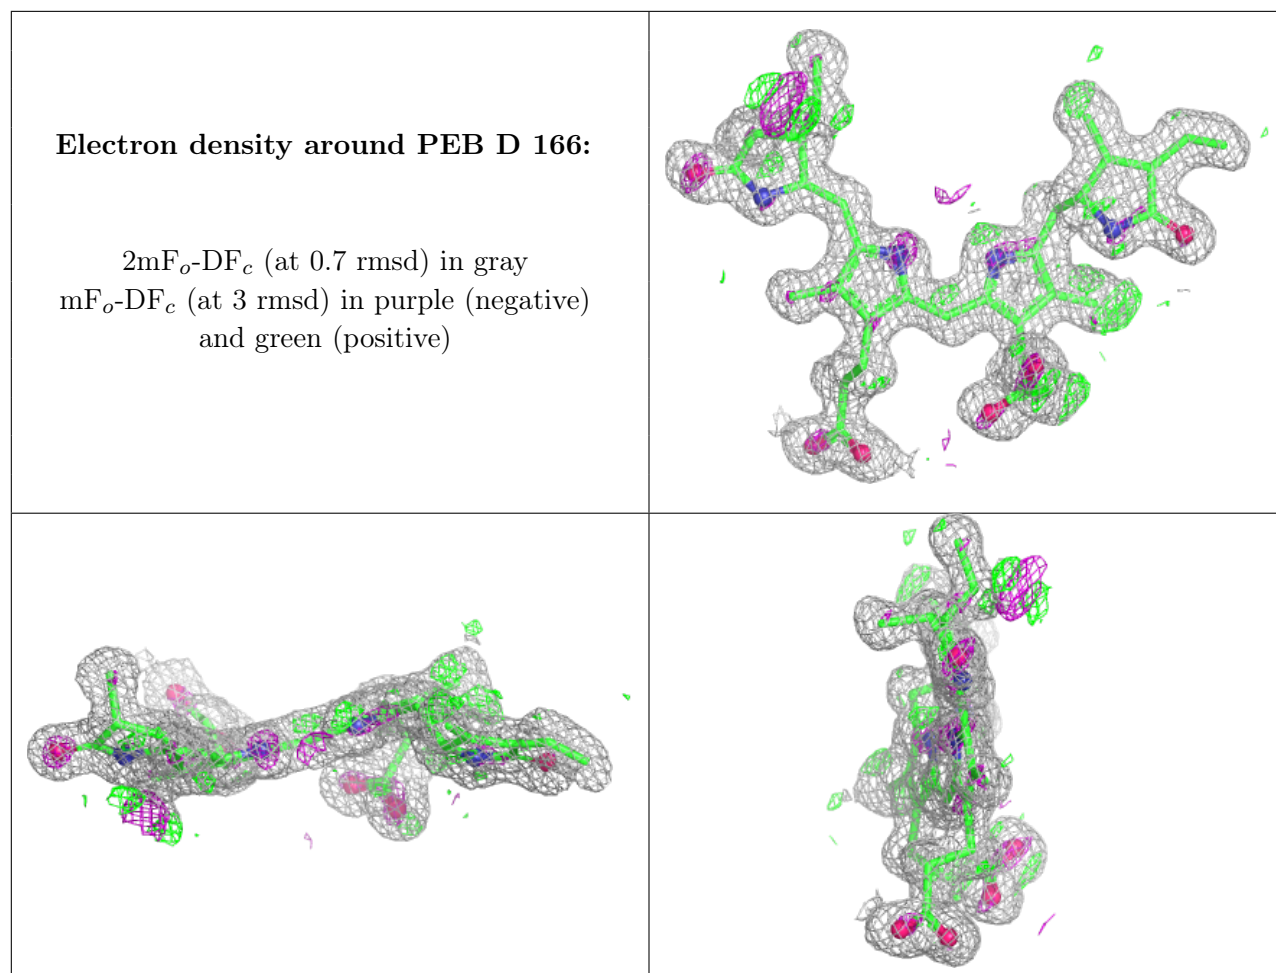 Electron density around PEB D 166:
2mFₒ-DF𝒸 (at 0.7 rmsd) in gray
mFₒ-DF𝒸 (at 3 rmsd) in purple (negative)
and green (positive)